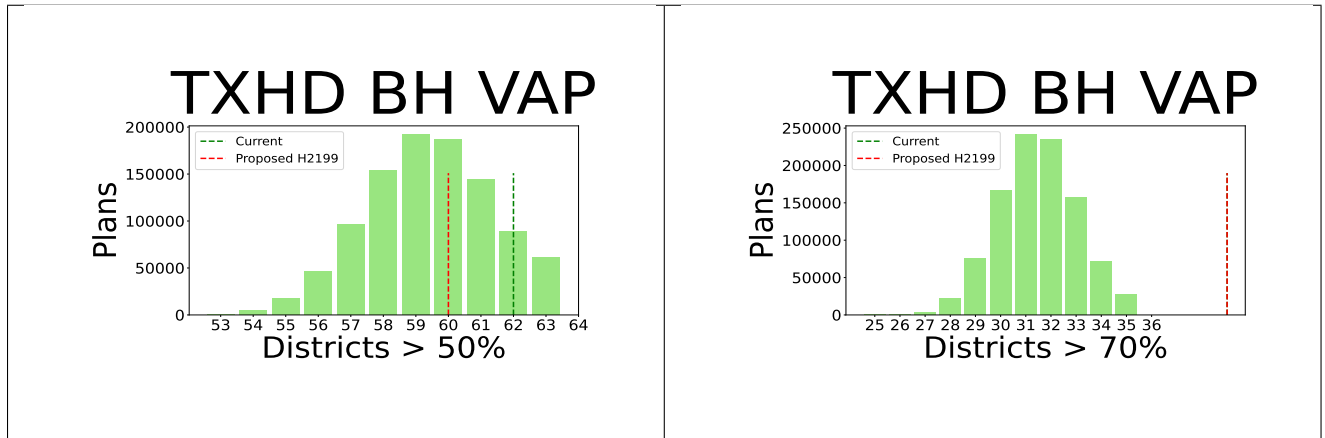 TXHD BH VAP
Current
Proposed H2199
200000
150000
100000
50000
0
Plans
53 54 55 56 57 58 59 60 61 62 63 64
Districts > 50%
TXHD BH VAP
Current
Proposed H2199
250000
200000
150000
100000
50000
0
Plans
25 26 27 28 29 30 31 32 33 34 35 36
Districts > 70%